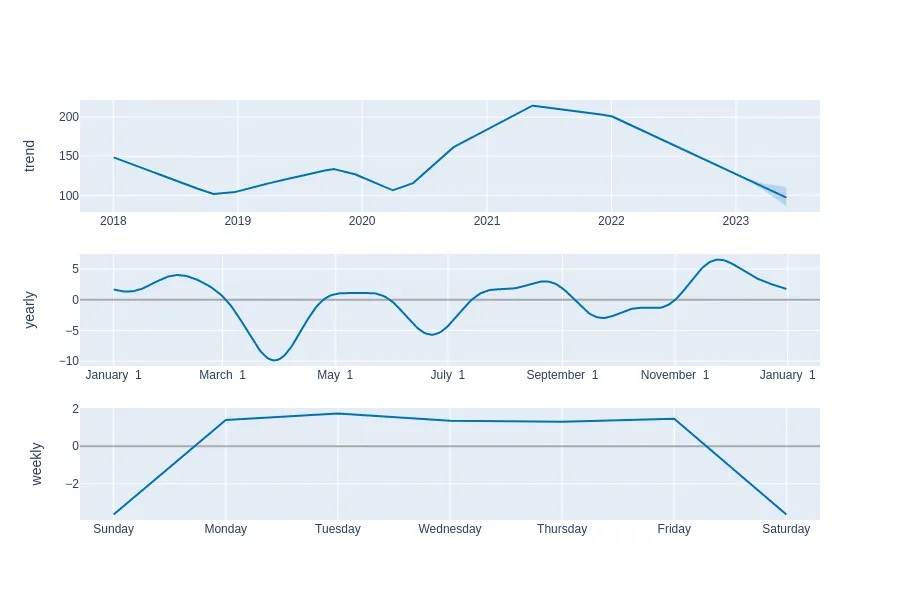 trend
200
150
100
2018 2019 2020 2021 2022 2023
yearly
5
0
−5
−10
January 1 March 1 May 1 July 1 September 1 November 1 January 1
weekly
2
0
−2
Sunday Monday Tuesday Wednesday Thursday Friday Saturday